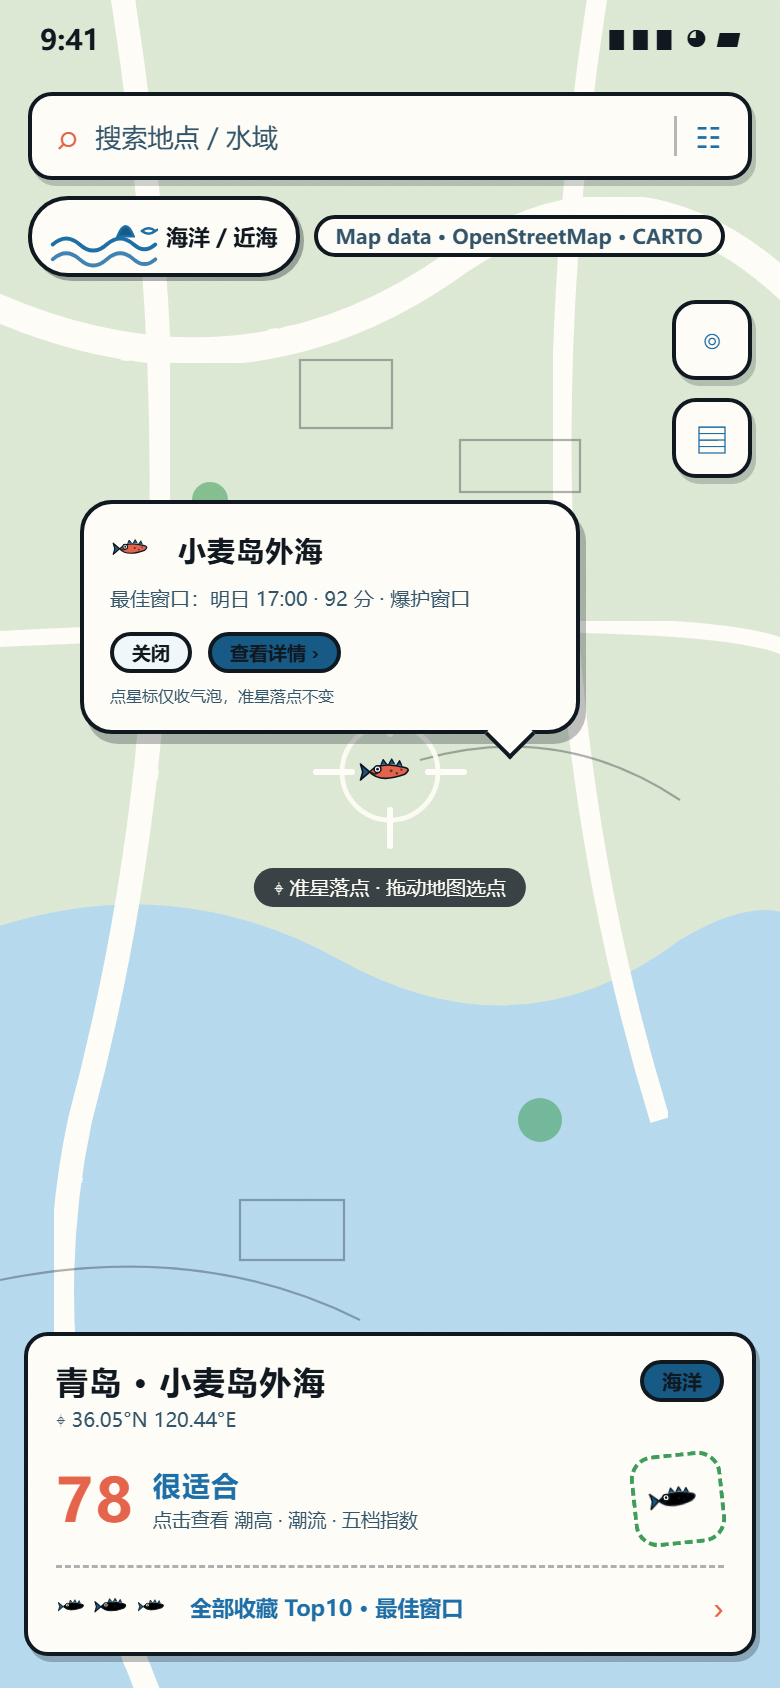 9:41
搜索地点 / 水域
海洋 / 近海
Map data • OpenStreetMap • CARTO
小麦岛外海
最佳窗口：明日 17:00 · 92 分 · 爆护窗口
关闭
查看详情 ›
点星标仅收气泡，准星落点不变
准星落点 · 拖动地图选点
青岛 • 小麦岛外海
海洋
36.05°N 120.44°E
78
很适合
点击查看 潮高 · 潮流 · 五档指数
全部收藏 Top10 • 最佳窗口 ›